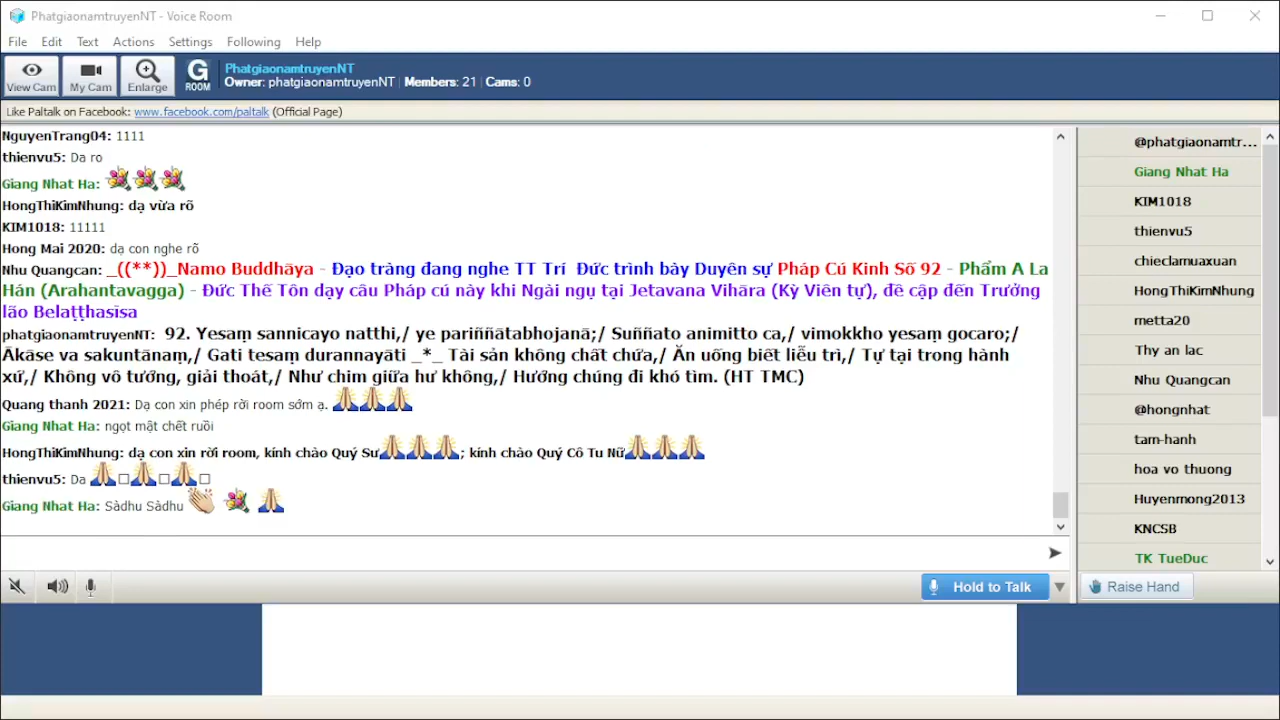 PhatgiaonamtruyenNT - Voice Room
File Edit Text Actions Settings Following Help
View Cam
My Cam
Enlarge
G
ROOM
PhatgiaonamtruyenNT
Owner: phatgiaonamtruyenNT | Members: 21 | Cams: 0
Like Paltalk on Facebook: www.facebook.com/paltalk (Official Page)
NguyenTrang04: 1111
thienvu5: Da ro
Giang Nhat Ha:
HongThiKimNhung: dạ vừa rõ
KIM1018: 11111
Hong Mai 2020: dạ con nghe rõ
Nhu Quangcan: _((**))_Namo Buddhāya - Đạo tràng đang nghe TT Trí Đức trình bày Duyên sự Pháp Cú Kinh Số 92 - Phẩm A La
Hán (Arahantavagga) - Đức Thế Tôn dạy câu Pháp cú này khi Ngài ngụ tại Jetavana Vihāra (Kỳ Viên tự), đề cập đến Trưởng
lão Belaṭṭhasisa
phatgiaonamtruyenNT: 92. Yesaṃ sannicayo natthi,/ ye pariññātabhojanā;/ Suññato animitto ca,/ vimokkho yesaṃ gocaro;/
Ākāse va sakuntānaṃ,/ Gati tesaṃ durannayāti _*_ Tài sản không chất chứa,/ Ăn uống biết liễu tri,/ Tự tại trong hành
xứ,/ Không vô tướng, giải thoát,/ Như chim giữa hư không,/ Hướng chúng đi khó tìm. (HT TMC)
Quang thanh 2021: Dạ con xin phép rời room sớm ạ.
Giang Nhat Ha: ngọt mật chết ruồi
HongThiKimNhung: dạ con xin rời room, kính chào Quý Sư; kính chào Quý Cô Tu Nữ
thienvu5: Da
Giang Nhat Ha: Sādhu Sādhu
Hold to Talk
@phatgiaonamtr...
Giang Nhat Ha
KIM1018
thienvu5
chieclamuaxuan
HongThiKimNhung
metta20
Thy an lac
Nhu Quangcan
@hongnhat
tam-hanh
hoa vo thuong
Huyenmong2013
KNCSB
TK TueDuc
Raise Hand